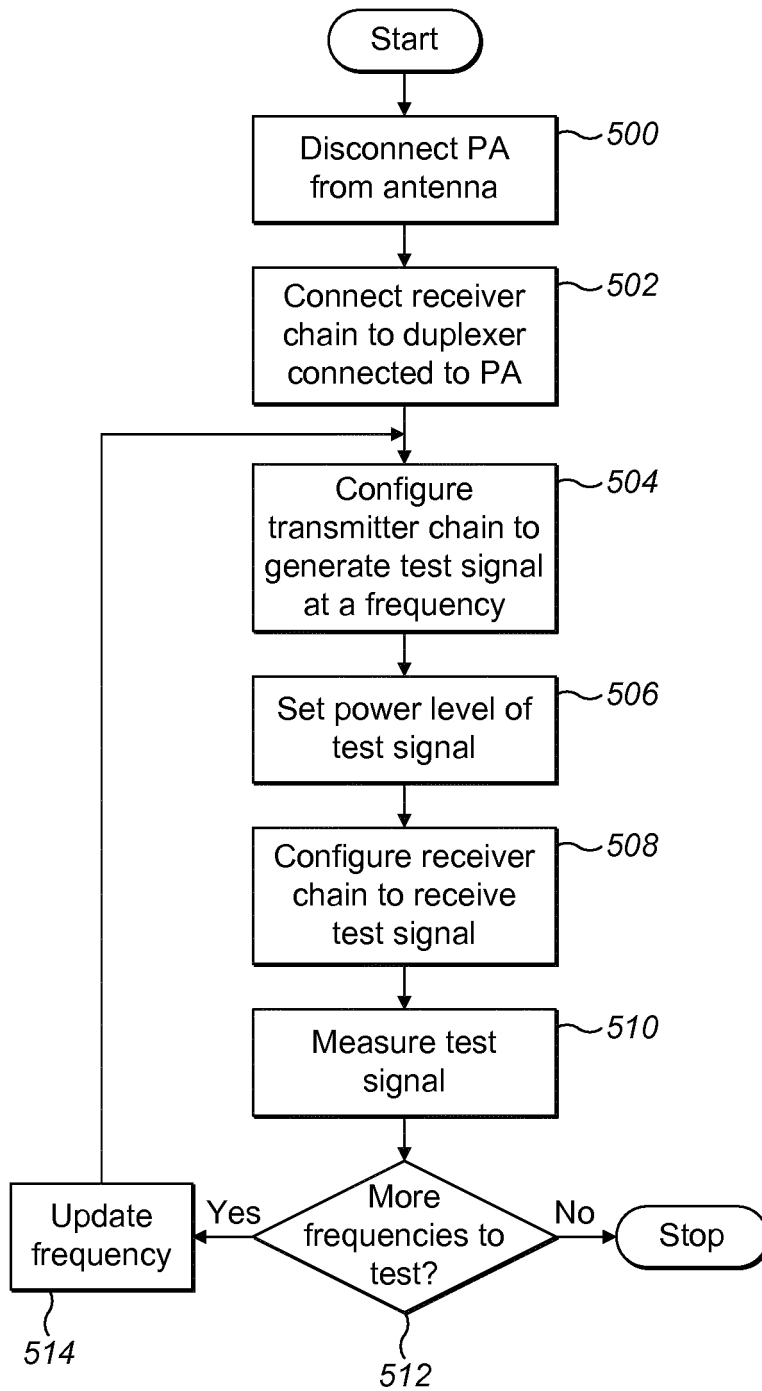 Start
500
Disconnect PA
from antenna
502
Connect receiver
chain to duplexer
connected to PA
504
Configure
transmitter chain to
generate test signal
at a frequency
506
Set power level of
test signal
508
Configure receiver
chain to receive
test signal
510
Measure test
signal
More
frequencies to
test?
512
Yes
No
Update
frequency
514
Stop